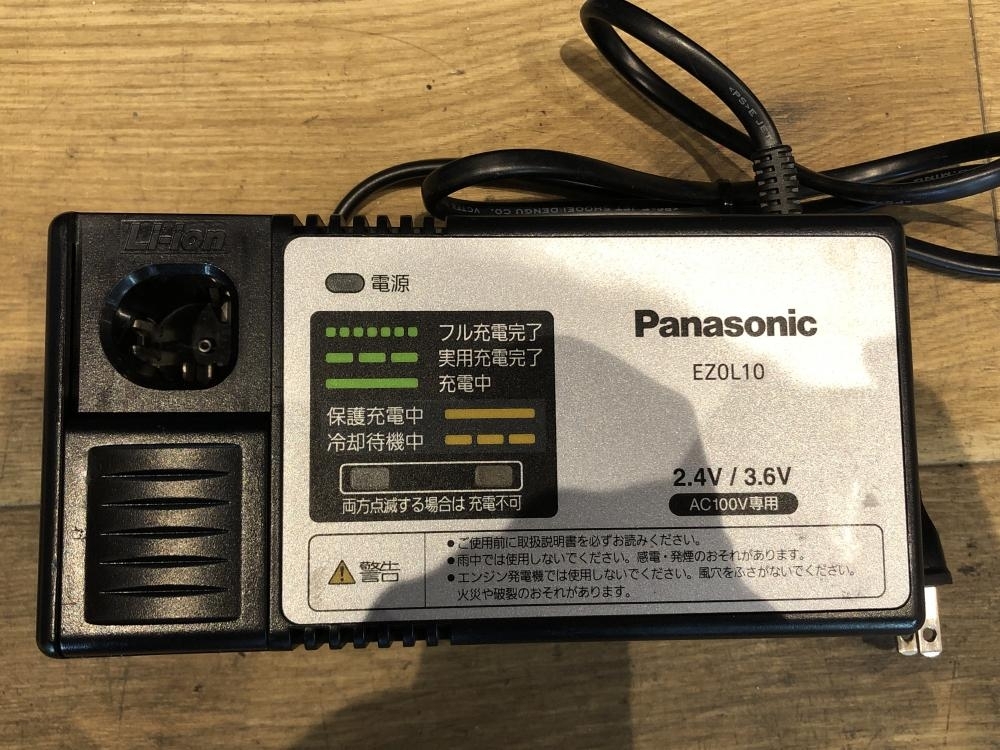 <PS>E-JET
Li-ion
電源
フル充電完了
実用充電完了
充電中
保護充電中
冷却待機中
両方点滅する場合は 充電不可
Panasonic
EZ0L10
2.4V / 3.6V
AC100V専用
警告
●ご使用前に取扱説明書を必ずお読みください。
●雨中では使用しないでください。感電・発煙のおそれがあります。
●エンジン発電機では使用しないでください。風穴をふさがないでください。
火災や破裂のおそれがあります。